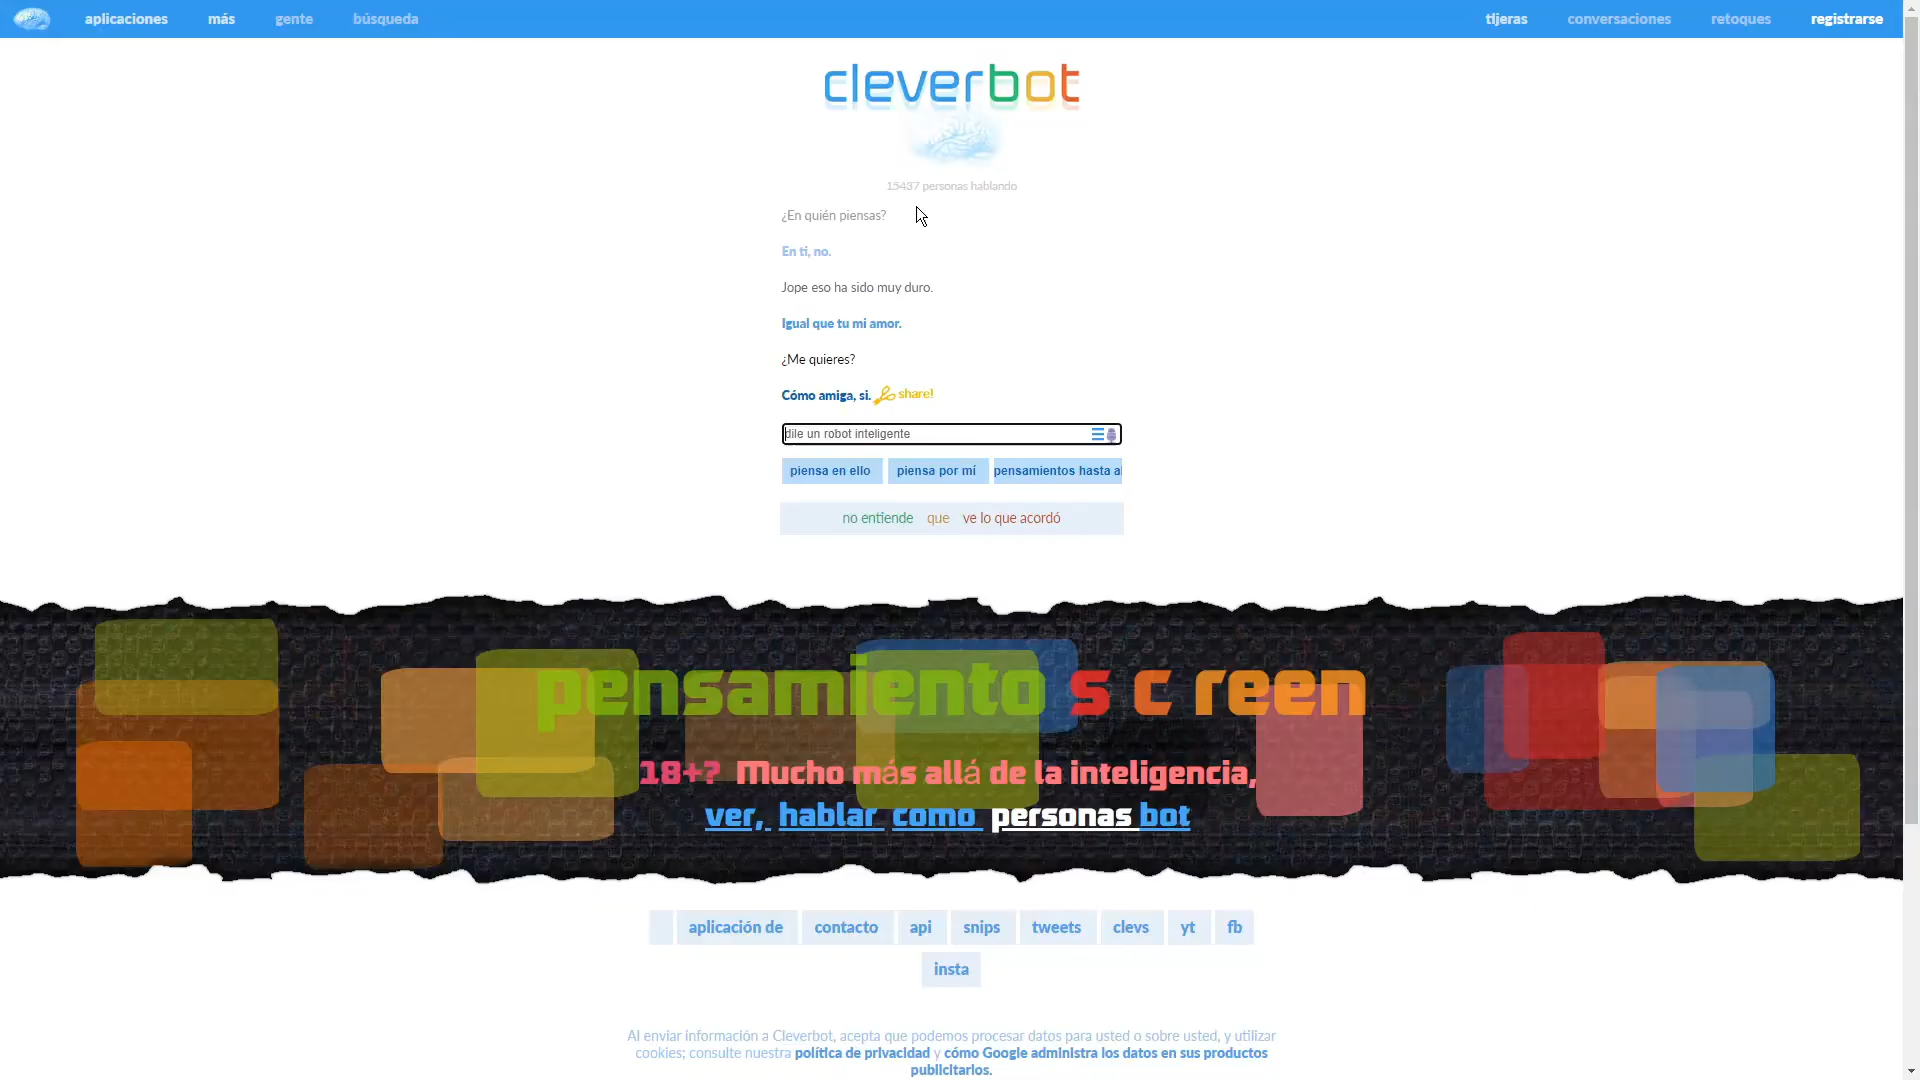 aplicaciones más gente búsqueda tijeras conversaciones retoques registrarse
cleverbot
15437 personas hablando
¿En quién piensas?
En ti, no.
Jope eso ha sido muy duro.
Igual que tu mi amor.
¿Me quieres?
Cómo amiga, si. share!
dile un robot inteligente
piensa en ello piensa por mí pensamientos hasta a
no entiende que ve lo que acordó
pensamiento s c reen
18+? Mucho más allá de la inteligencia,
ver, hablar como personas bot
aplicación de contacto api snips tweets clevs yt fb
insta
Al enviar información a Cleverbot, acepta que podemos procesar datos para usted o sobre usted, y utilizar
cookies; consulte nuestra política de privacidad y cómo Google administra los datos en sus productos
publicitarios.